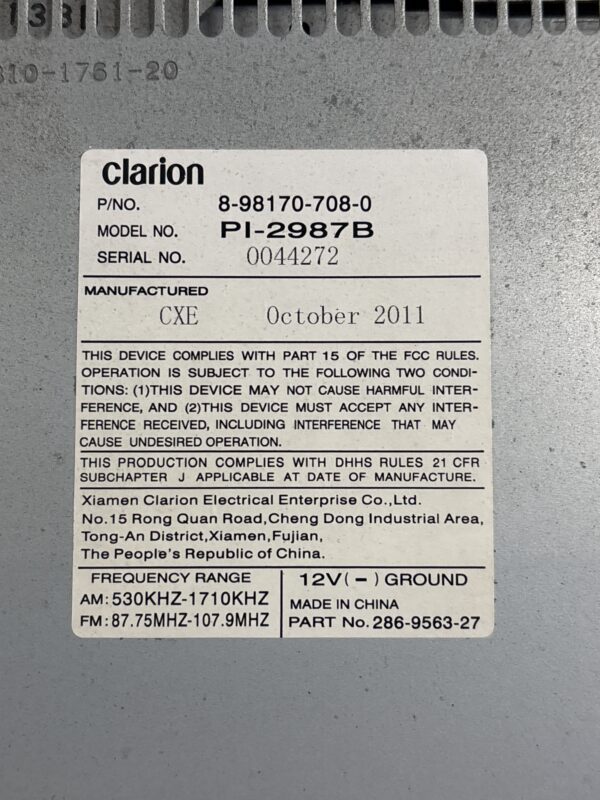 1331
310-1761-20
clarion
P/NO. 8-98170-708-0
MODEL NO. PI-2987B
SERIAL NO. 0044272
MANUFACTURED
CXE October 2011
THIS DEVICE COMPLIES WITH PART 15 OF THE FCC RULES.
OPERATION IS SUBJECT TO THE FOLLOWING TWO CONDI-
TIONS: (1)THIS DEVICE MAY NOT CAUSE HARMFUL INTER-
FERENCE, AND (2)THIS DEVICE MUST ACCEPT ANY INTER-
FERENCE RECEIVED, INCLUDING INTERFERENCE THAT MAY
CAUSE UNDESIRED OPERATION.
THIS PRODUCTION COMPLIES WITH DHHS RULES 21 CFR
SUBCHAPTER J APPLICABLE AT DATE OF MANUFACTURE.
Xiamen Clarion Electrical Enterprise Co.,Ltd.
No.15 Rong Quan Road,Cheng Dong Industrial Area,
Tong-An District,Xiamen,Fujian,
The People's Republic of China.
FREQUENCY RANGE
AM: 530KHZ-1710KHZ
FM: 87.75MHZ-107.9MHZ
12V(-) GROUND
MADE IN CHINA
PART No. 286-9563-27